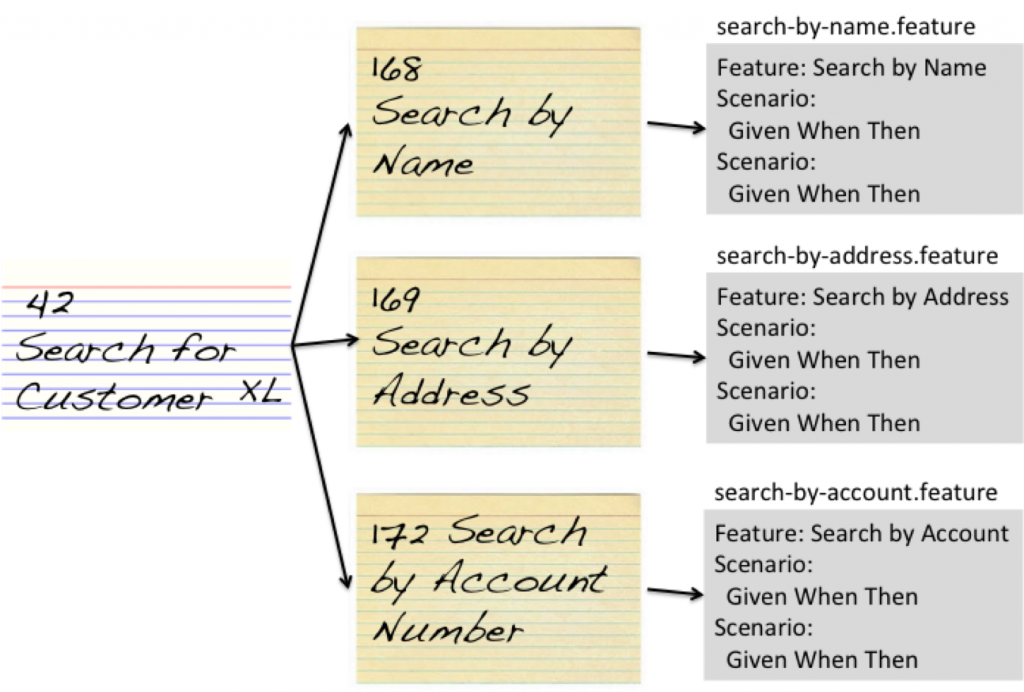 42
Search for
Customer XL
168
Search by
Name
search-by-name.feature
Feature: Search by Name
Scenario:
Given When Then
Scenario:
Given When Then
169
Search by
Address
search-by-address.feature
Feature: Search by Address
Scenario:
Given When Then
Scenario:
Given When Then
172 Search
by Account
Number
search-by-account.feature
Feature: Search by Account
Scenario:
Given When Then
Scenario:
Given When Then